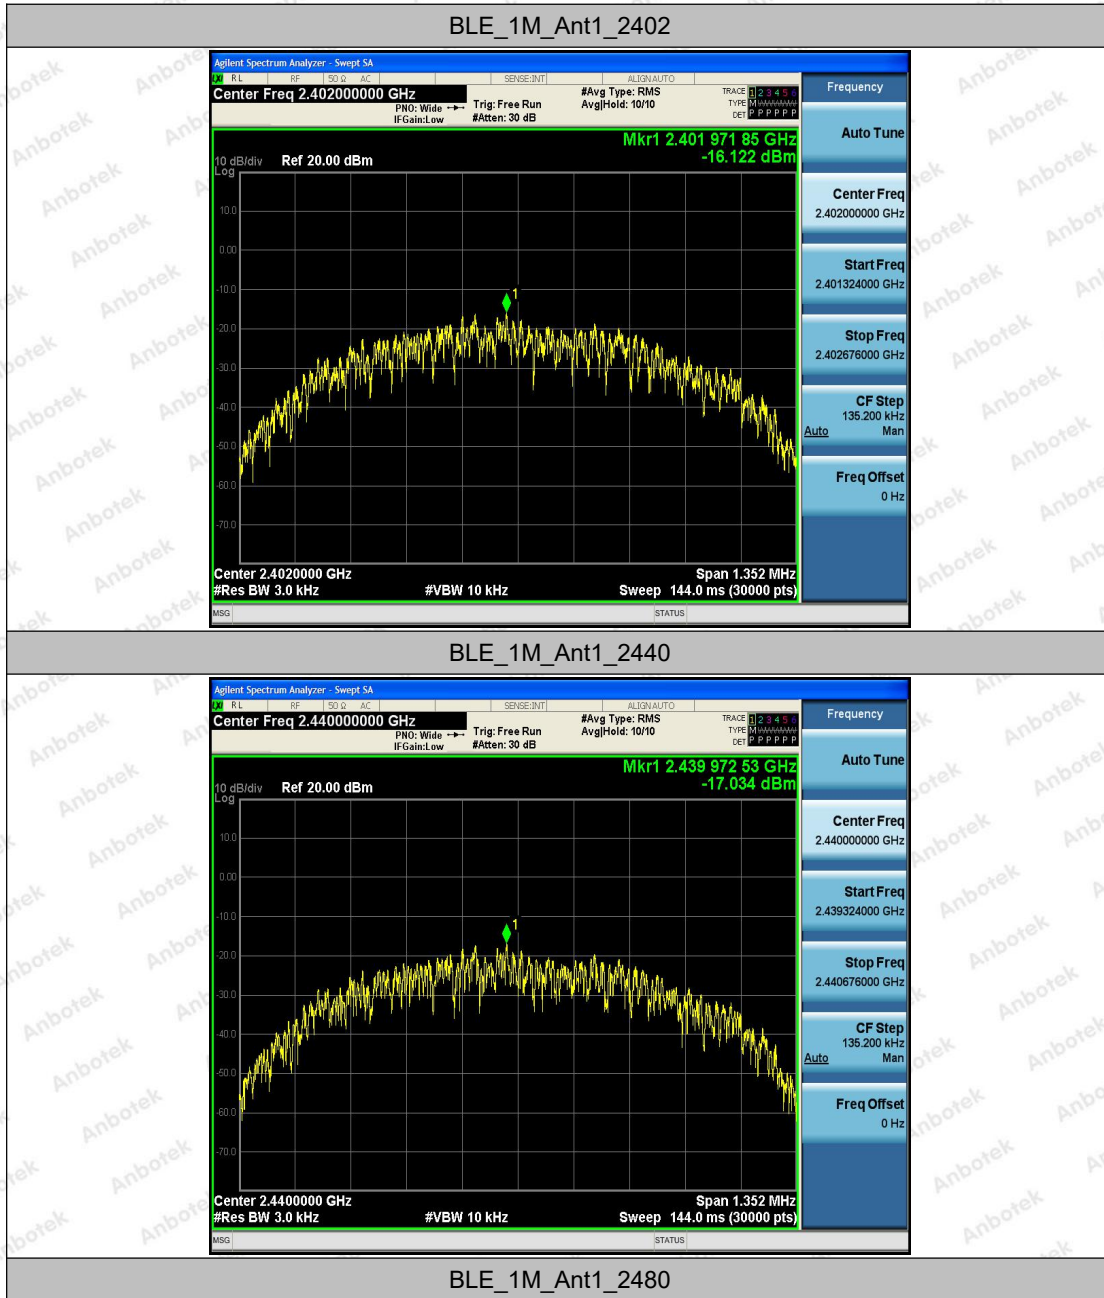 BLE_1M_Ant1_2402
Agilent Spectrum Analyzer - Swept SA
RL RF 50 Ω AC SENSE:INT ALIGN AUTO
Center Freq 2.402000000 GHz
PNO: Wide
IFGain:Low
Trig: Free Run
#Atten: 30 dB
#Avg Type: RMS
Avg|Hold: 10/10
TRACE 1 2 3 4 5 6
TYPE M
DET P P P P P P
Mkr1 2.401 971 85 GHz
-16.122 dBm
10 dB/div Ref 20.00 dBm
Log
10.0
0.00
-10.0
-20.0
-30.0
-40.0
-50.0
-60.0
-70.0
Center 2.4020000 GHz Span 1.352 MHz
#Res BW 3.0 kHz #VBW 10 kHz Sweep 144.0 ms (30000 pts)
MSG STATUS
Frequency
Auto Tune
Center Freq
2.402000000 GHz
Start Freq
2.401324000 GHz
Stop Freq
2.402676000 GHz
CF Step
135.200 kHz
Auto Man
Freq Offset
0 Hz
BLE_1M_Ant1_2440
Agilent Spectrum Analyzer - Swept SA
RL RF 50 Ω AC SENSE:INT ALIGN AUTO
Center Freq 2.440000000 GHz
PNO: Wide
IFGain:Low
Trig: Free Run
#Atten: 30 dB
#Avg Type: RMS
Avg|Hold: 10/10
TRACE 1 2 3 4 5 6
TYPE M
DET P P P P P P
Mkr1 2.439 972 53 GHz
-17.034 dBm
10 dB/div Ref 20.00 dBm
Log
10.0
0.00
-10.0
-20.0
-30.0
-40.0
-50.0
-60.0
-70.0
Center 2.4400000 GHz Span 1.352 MHz
#Res BW 3.0 kHz #VBW 10 kHz Sweep 144.0 ms (30000 pts)
MSG STATUS
Frequency
Auto Tune
Center Freq
2.440000000 GHz
Start Freq
2.439324000 GHz
Stop Freq
2.440676000 GHz
CF Step
135.200 kHz
Auto Man
Freq Offset
0 Hz
BLE_1M_Ant1_2480